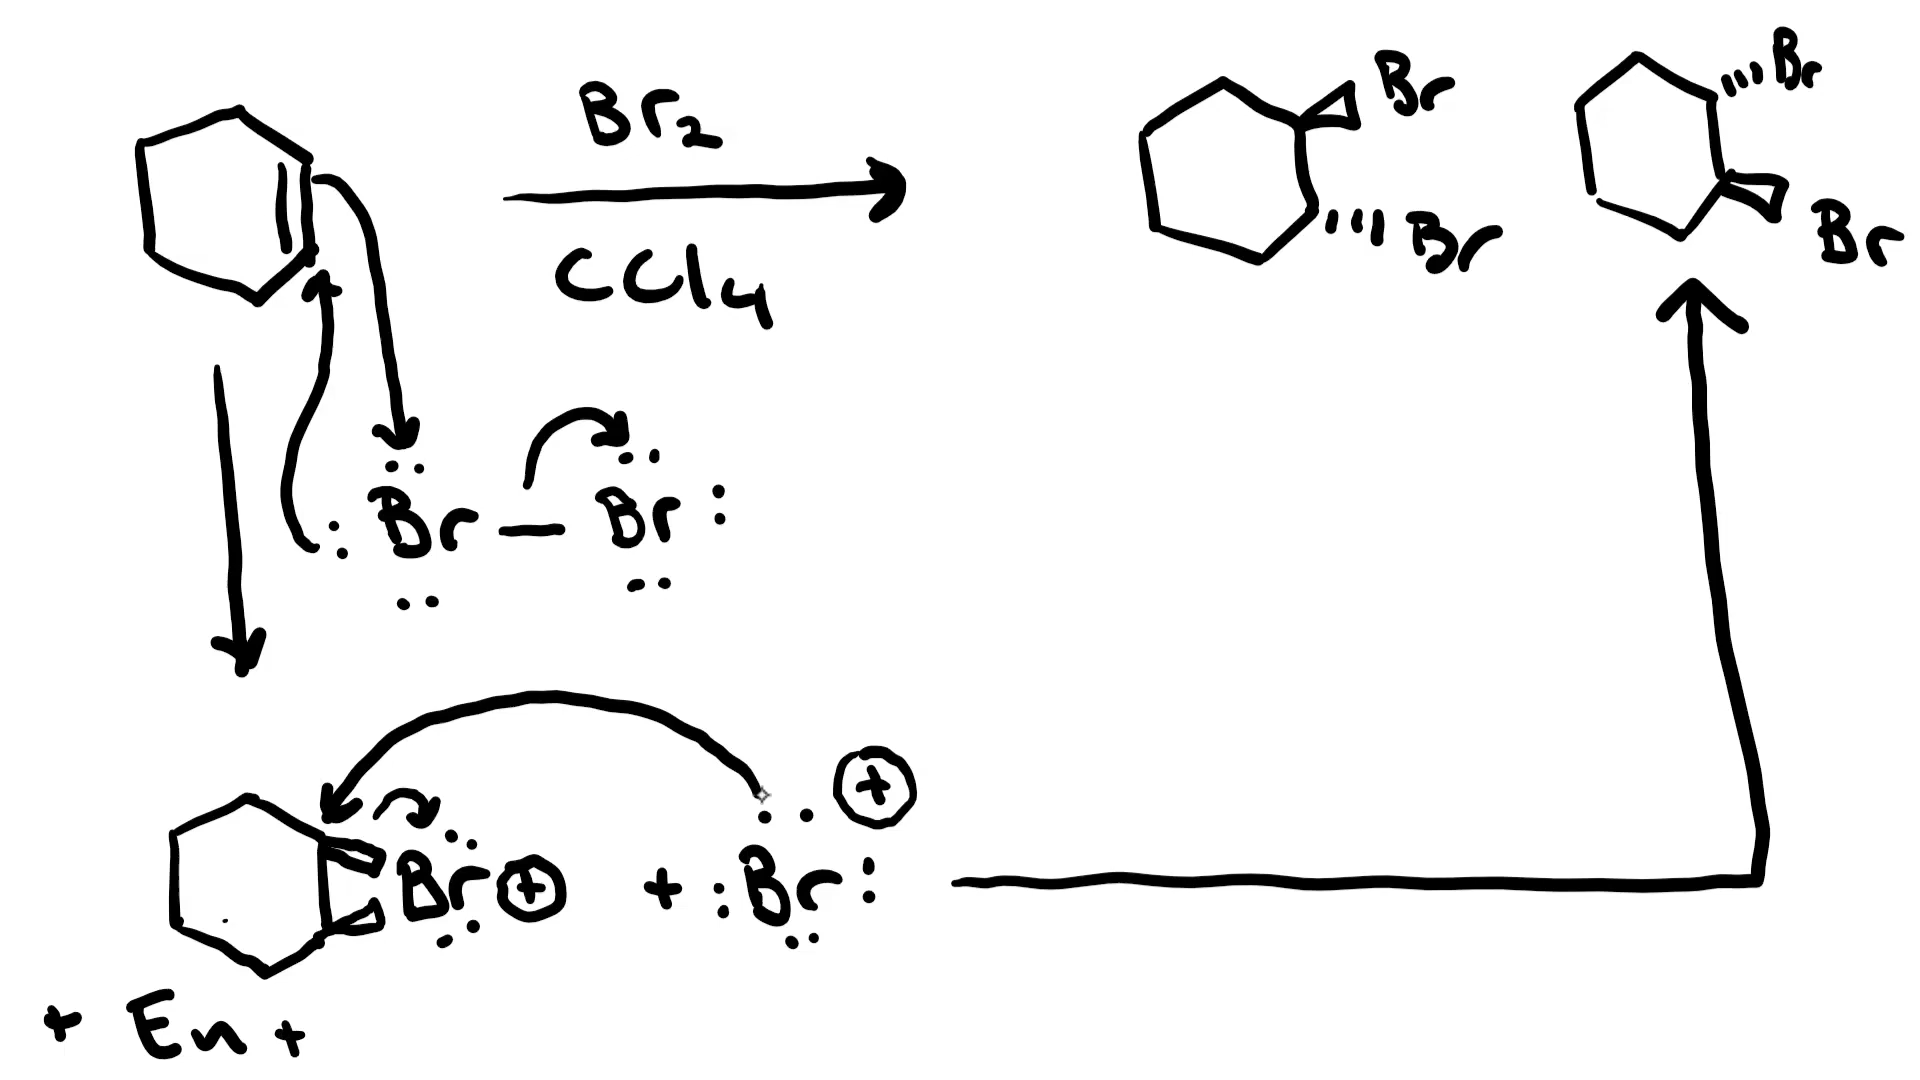 Br₂
CCl₄
Br
Br
Br
Br
:Br — Br:
Br ⊕ + :Br: ⊕
+ En +